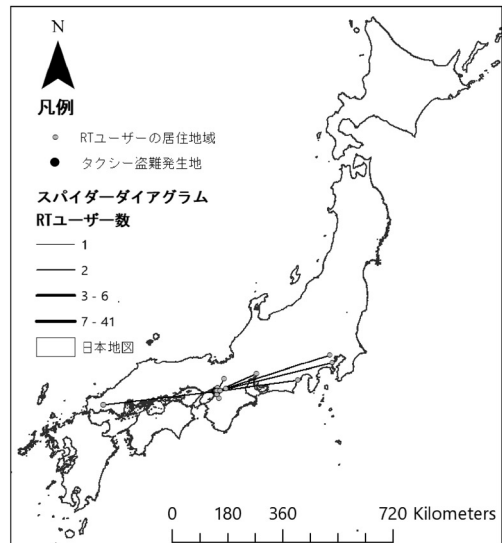 N
凡例
RTユーザーの居住地域
タクシー盗難発生地
スパイダーダイアグラム
RTユーザー数
1
2
3 - 6
7 - 41
日本地図
0 180 360 720 Kilometers